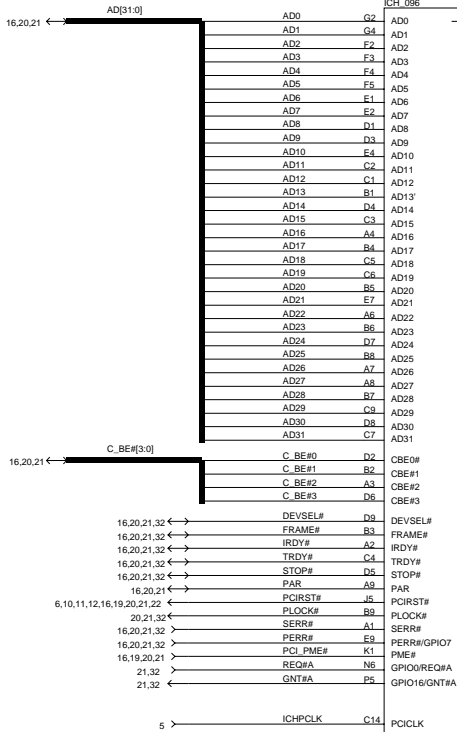 ICH_096
AD[31:0]
16,20,21
AD0 G2 AD0
AD1 G4 AD1
AD2 F2 AD2
AD3 F3 AD3
AD4 F4 AD4
AD5 F5 AD5
AD6 E1 AD6
AD7 E2 AD7
AD8 D1 AD8
AD9 D3 AD9
AD10 E4 AD10
AD11 C2 AD11
AD12 C1 AD12
AD13 B1 AD13'
AD14 D4 AD14
AD15 C3 AD15
AD16 A4 AD16
AD17 B4 AD17
AD18 C5 AD18
AD19 C6 AD19
AD20 B5 AD20
AD21 E7 AD21
AD22 A6 AD22
AD23 B6 AD23
AD24 D7 AD24
AD25 B8 AD25
AD26 A7 AD26
AD27 A8 AD27
AD28 B7 AD28
AD29 C9 AD29
AD30 D8 AD30
AD31 C7 AD31
C_BE#[3:0]
16,20,21
C_BE#0 D2 CBE0#
C_BE#1 B2 CBE#1
C_BE#2 A3 CBE#2
C_BE#3 D6 CBE#3
16,20,21,32 DEVSEL# D9 DEVSEL#
16,20,21,32 FRAME# B3 FRAME#
16,20,21,32 IRDY# A2 IRDY#
16,20,21,32 TRDY# C4 TRDY#
16,20,21,32 STOP# D5 STOP#
16,20,21 PAR A9 PAR
6,10,11,12,16,19,20,21,22 PCIRST# J5 PCIRST#
20,21,32 PLOCK# B9 PLOCK#
16,20,21,32 SERR# A1 SERR#
16,20,21,32 PERR# E9 PERR#/GPIO7
16,19,20,21 PCI_PME# K1 PME#
21,32 REQ#A N6 GPIO0/REQ#A
21,32 GNT#A P5 GPIO16/GNT#A
5 ICHPCLK C14 PCICLK